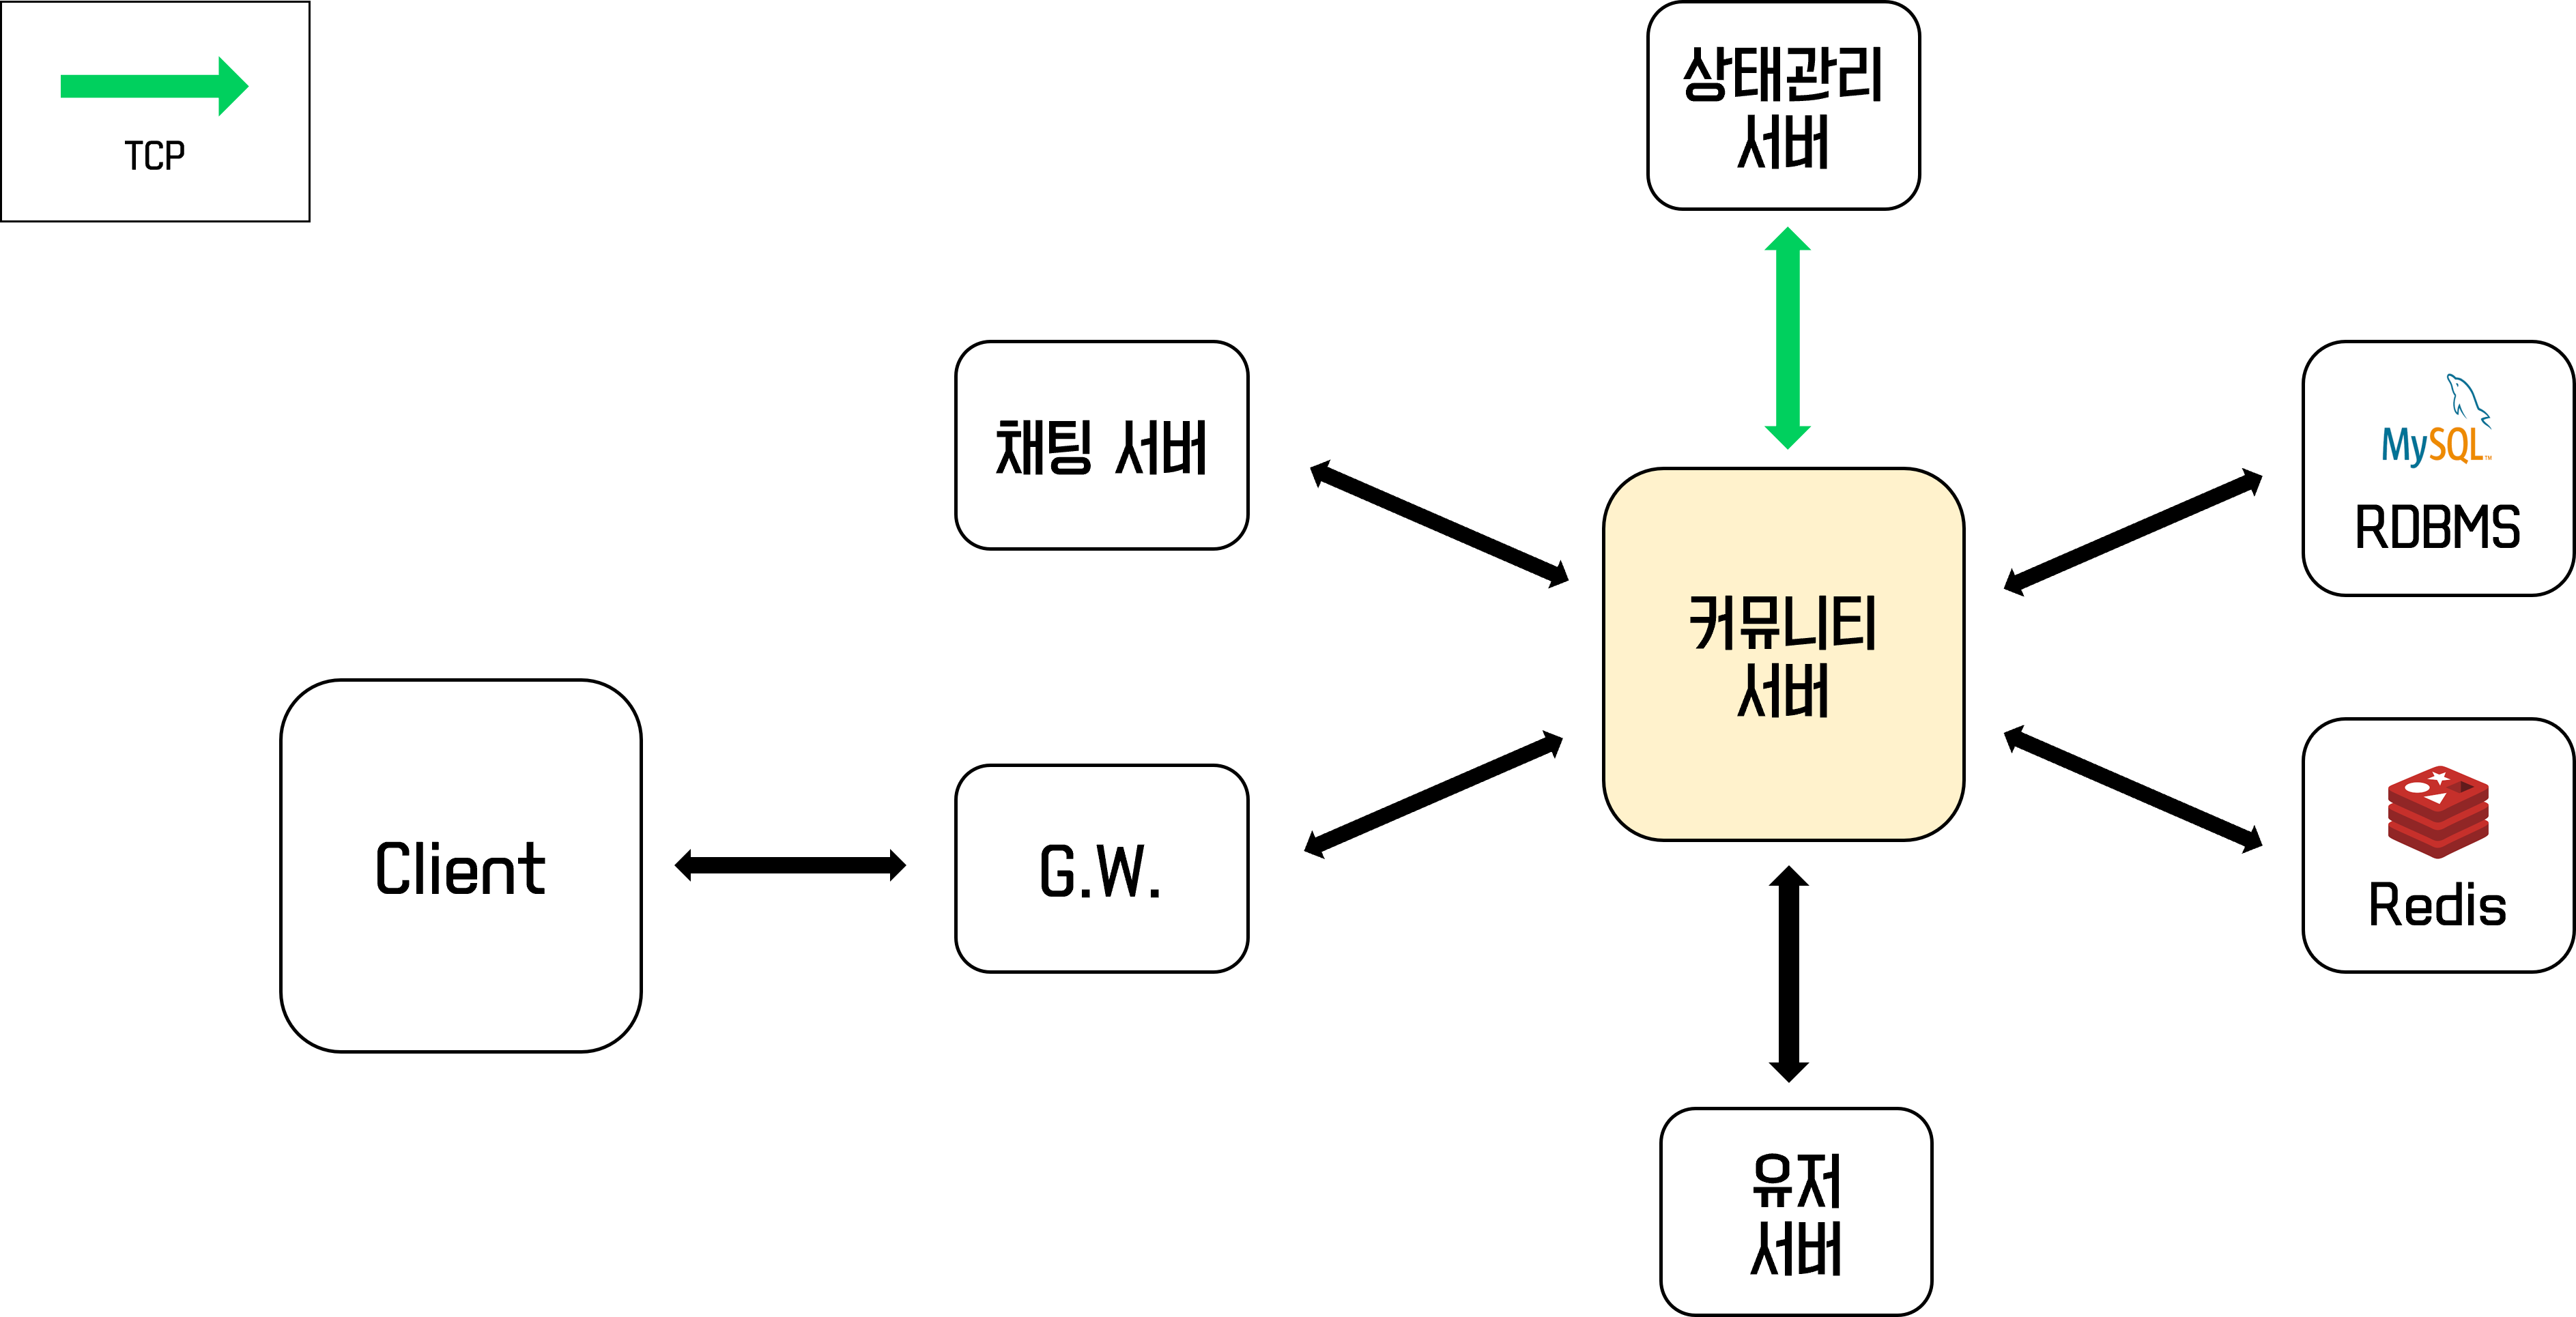 TCP
상태관리
서버
채팅 서버
MySQL™
RDBMS
커뮤니티
서버
Client
G.W.
Redis
유저
서버